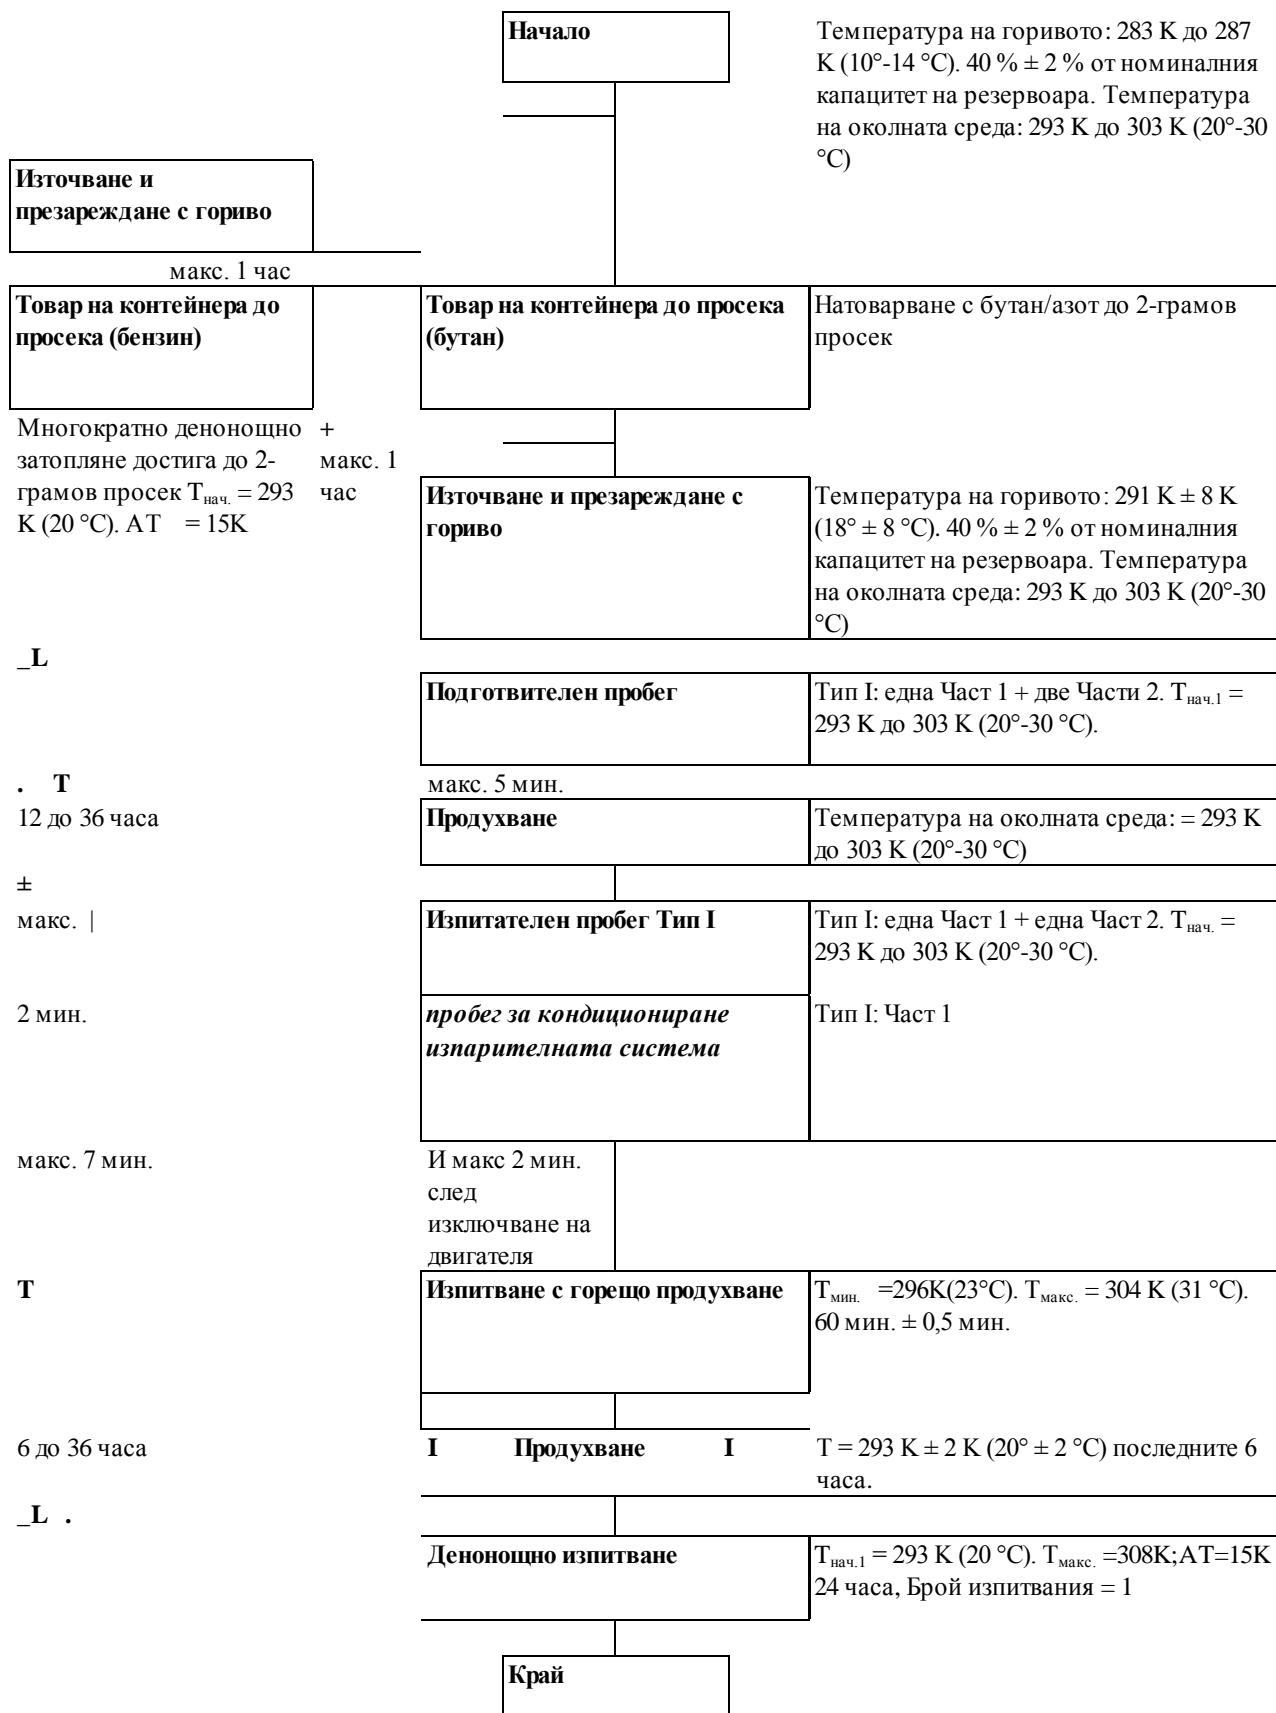 Начало
Температура на горивото: 283 K до 287
K (10°-14 °C). 40 % ± 2 % от номиналния
капацитет на резервоара. Температура
на околната среда: 293 K до 303 K (20°-30
°C)
Източване и
презареждане с гориво
макс. 1 час
Товар на контейнера до
просека (бензин)
Товар на контейнера до просека
(бутан)
Натоварване с бутан/азот до 2-грамов
просек
Многократно денонощно
затопляне достига до 2-
грамов просек Tнач. = 293
K (20 °C). AT = 15K
+
макс. 1
час
Източване и презареждане с
гориво
Температура на горивото: 291 K ± 8 K
(18° ± 8 °C). 40 % ± 2 % от номиналния
капацитет на резервоара. Температура
на околната среда: 293 K до 303 K (20°-30
°C)
_L
Подготвителен пробег
Тип I: една Част 1 + две Части 2. Tнач.1 =
293 K до 303 K (20°-30 °C).
. T
макс. 5 мин.
12 до 36 часа
Продухване
Температура на околната среда: = 293 K
до 303 K (20°-30 °C)
±
макс. |
Изпитателен пробег Тип I
Тип I: една Част 1 + една Част 2. Tнач. =
293 K до 303 K (20°-30 °C).
2 мин.
пробег за кондициониране
изпарителната система
Тип I: Част 1
макс. 7 мин.
И макс 2 мин.
след
изключване на
двигателя
T
Изпитване с горещо продухване
Tмин. =296K(23°C). Tмакс. = 304 K (31 °C).
60 мин. ± 0,5 мин.
6 до 36 часа
I Продухване I
T = 293 K ± 2 K (20° ± 2 °C) последните 6
часа.
_L .
Денонощно изпитване
Tнач.1 = 293 K (20 °C). Tмакс. =308K;AT=15K
24 часа, Брой изпитвания = 1
Край